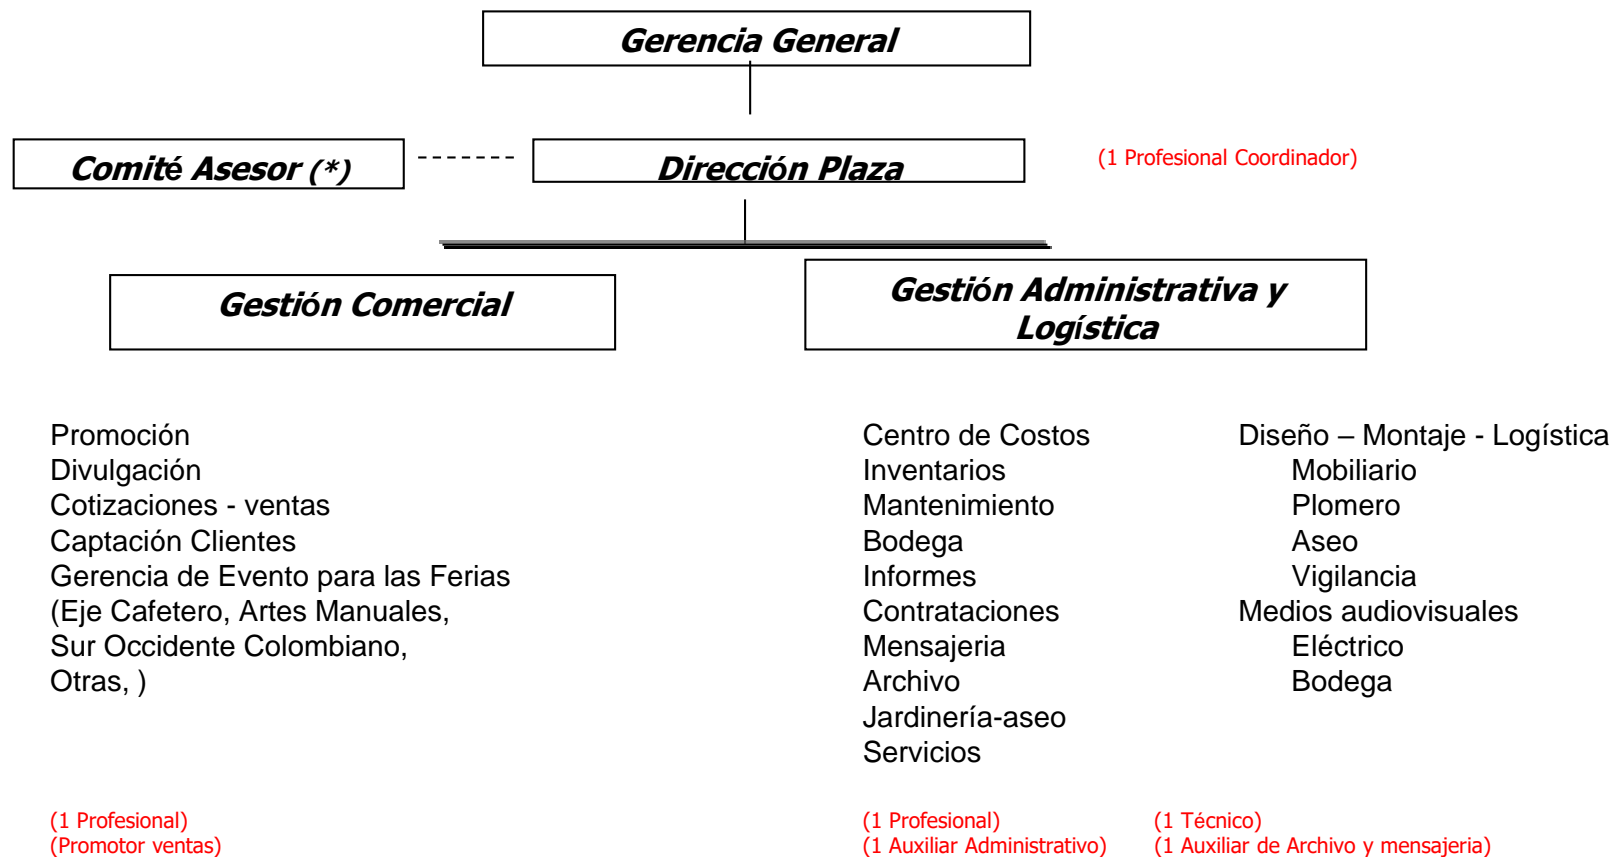 Gerencia General
Comité Asesor (*)
Dirección Plaza
(1 Profesional Coordinador)
Gestión Comercial
Gestión Administrativa y
Logística
Promoción
Divulgación
Cotizaciones - ventas
Captación Clientes
Gerencia de Evento para las Ferias
(Eje Cafetero, Artes Manuales,
Sur Occidente Colombiano,
Otras, )
(1 Profesional)
(Promotor ventas)
Centro de Costos
Inventarios
Mantenimiento
Bodega
Informes
Contrataciones
Mensajeria
Archivo
Jardinería-aseo
Servicios
(1 Profesional)
(1 Auxiliar Administrativo)
Diseño – Montaje - Logística
Mobiliario
Plomero
Aseo
Vigilancia
Medios audiovisuales
Eléctrico
Bodega
(1 Técnico)
(1 Auxiliar de Archivo y mensajeria)